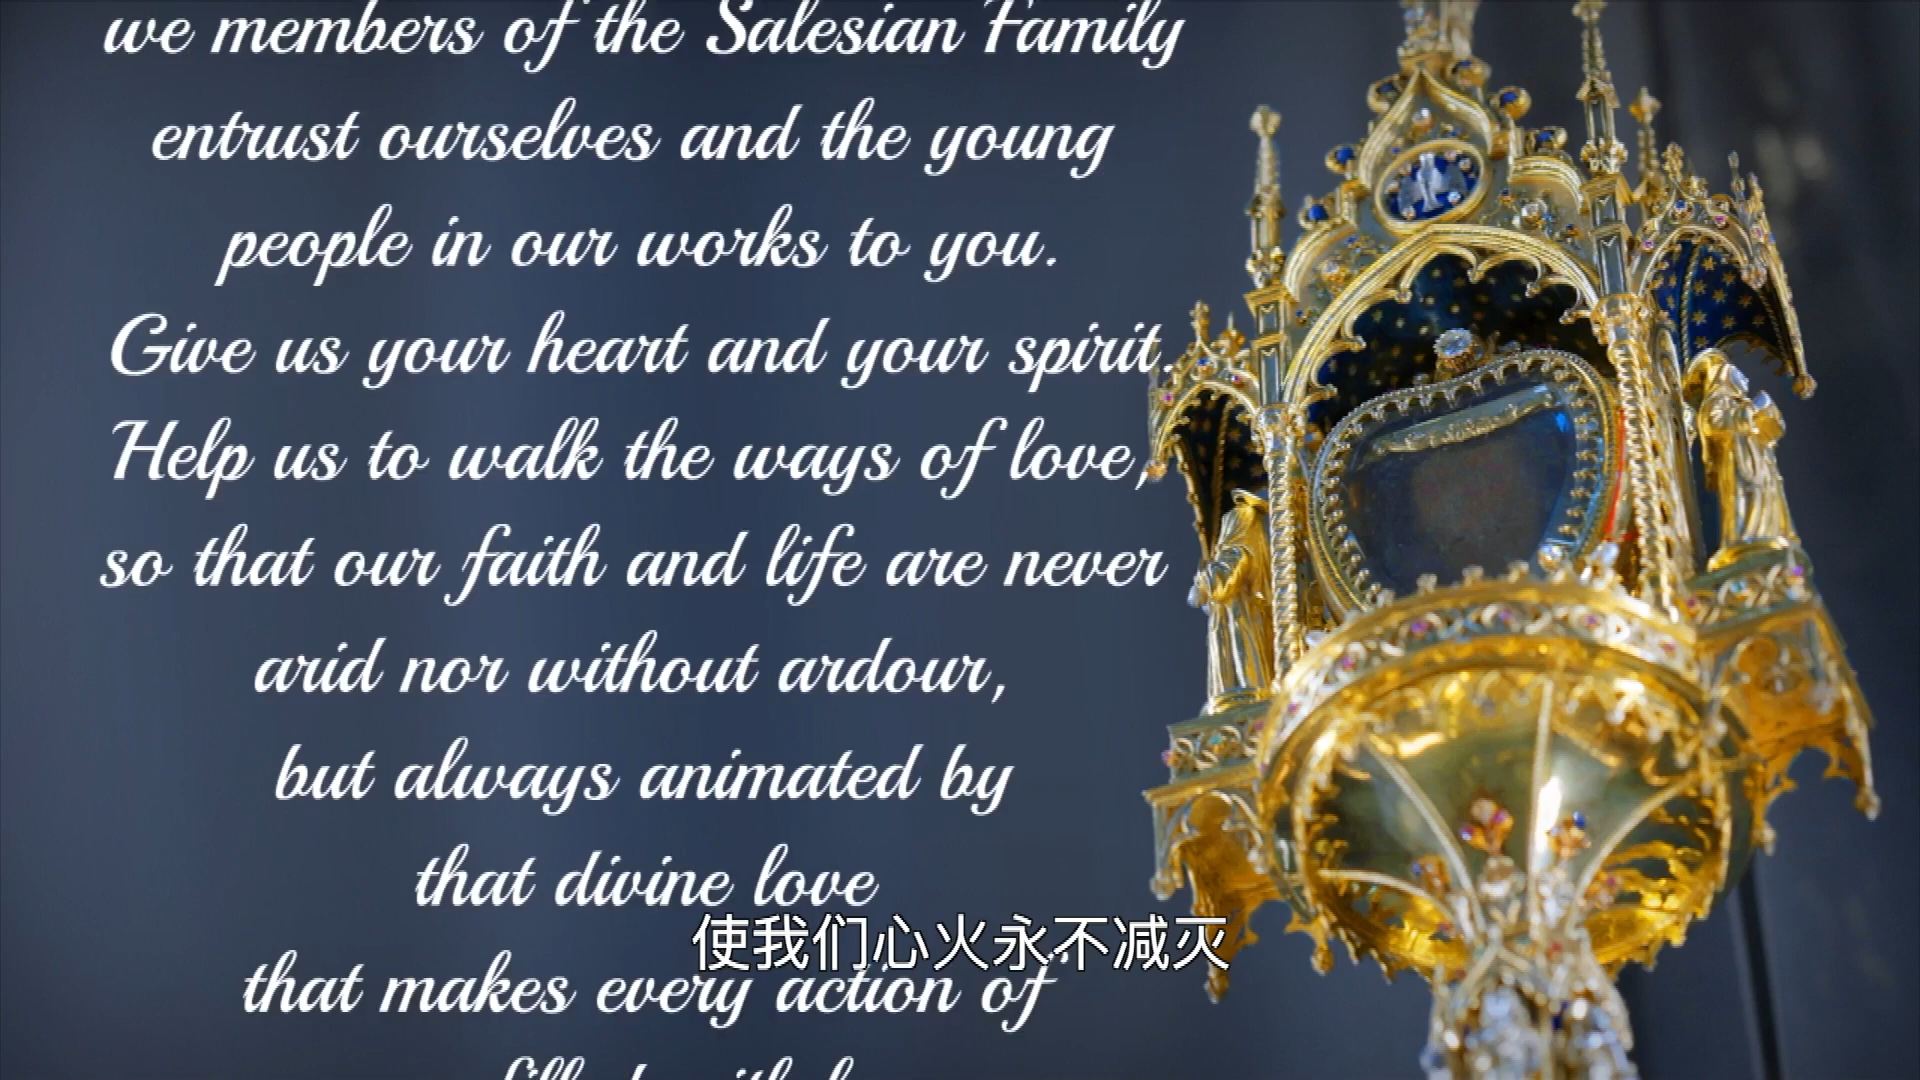 we members of the Salesian Family
entrust ourselves and the young
people in our works to you.
Give us your heart and your spirit.
Help us to walk the ways of love,
so that our faith and life are never
arid nor without ardour,
but always animated by
that divine love
使我们心火永不减灭
that makes every action of